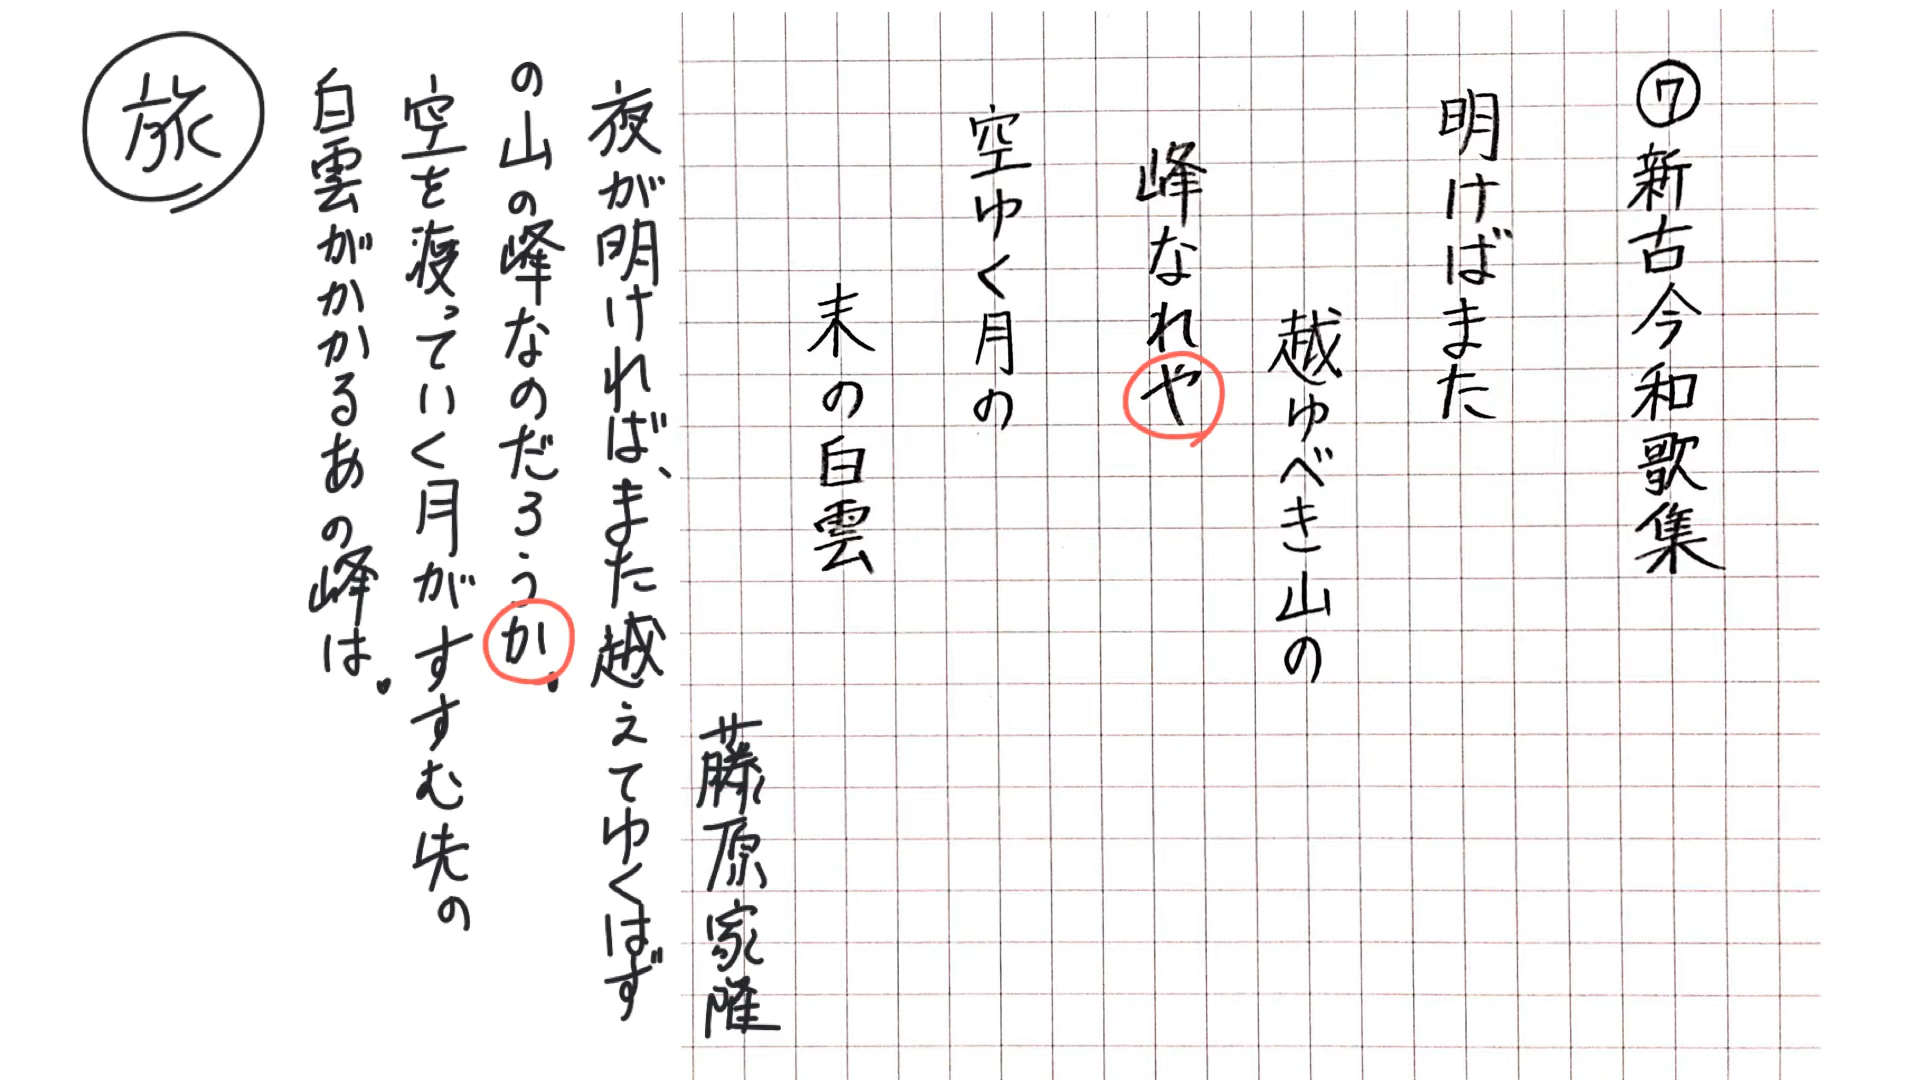 ⑦新古今和歌集
明けばまた
越ゆべき山の
峰なれや
空ゆく月の
末の白雲
藤原家隆
夜が明ければ、また越えてゆくはず
の山の峰なのだろうか。
空を渡っていく月がすすむ先の
白雲がかかるあの峰は。
旅